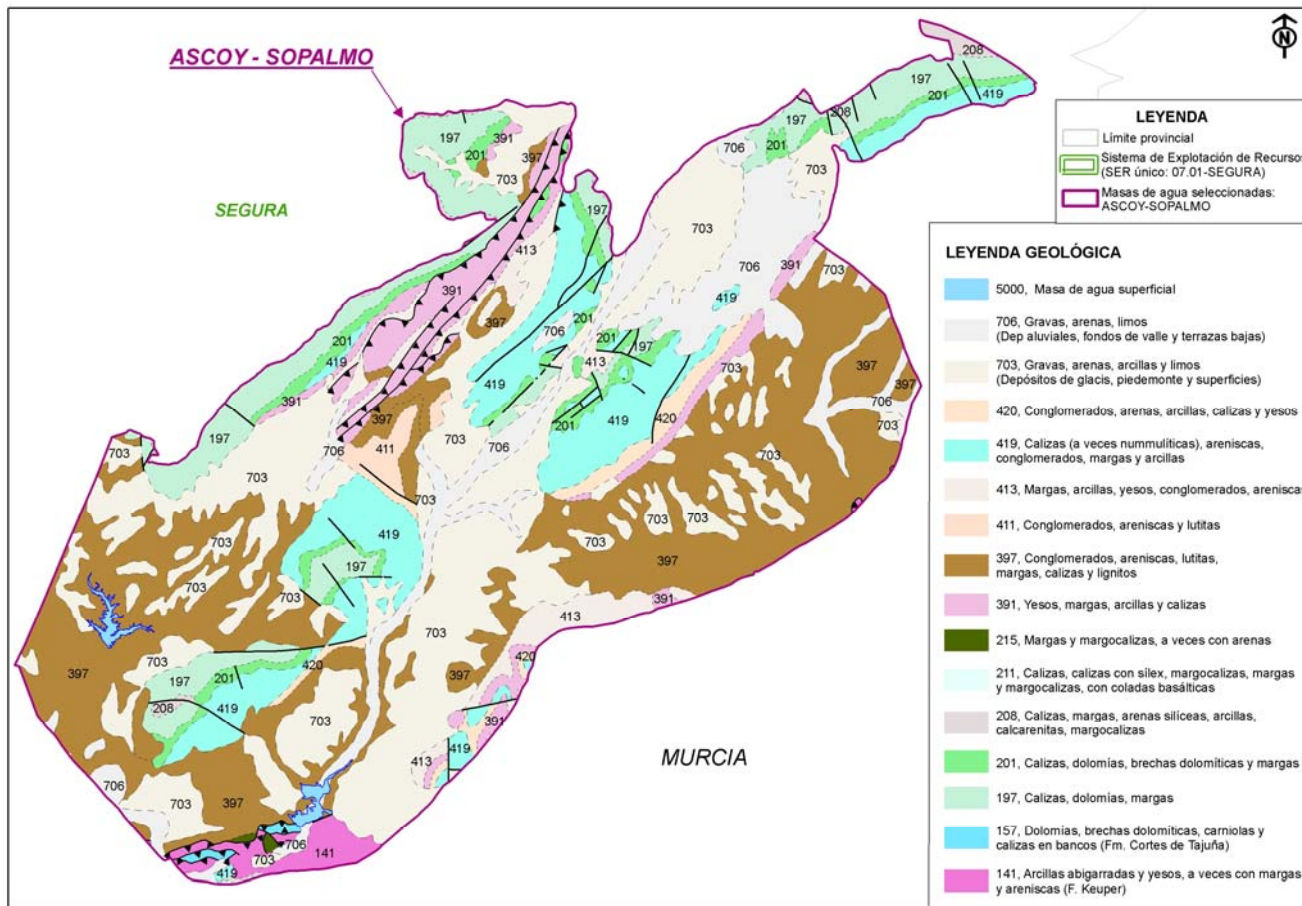 ASCOY - SOPALMO
SEGURA
MURCIA
N
LEYENDA
Límite provincial
Sistema de Explotación de Recursos
(SER único: 07.01-SEGURA)
Masas de agua seleccionadas:
ASCOY-SOPALMO
LEYENDA GEOLÓGICA
5000, Masa de agua superficial
706, Gravas, arenas, limos
(Dep aluviales, fondos de valle y terrazas bajas)
703, Gravas, arenas, arcillas y limos
(Depósitos de glacis, piedemonte y superficies)
420, Conglomerados, arenas, arcillas, calizas y yesos
419, Calizas (a veces nummulíticas), areniscas,
conglomerados, margas y arcillas
413, Margas, arcillas, yesos, conglomerados, areniscas
411, Conglomerados, areniscas y lutitas
397, Conglomerados, areniscas, lutitas,
margas, calizas y lignitos
391, Yesos, margas, arcillas y calizas
215, Margas y margocalizas, a veces con arenas
211, Calizas, calizas con sílex, margocalizas, margas
y margocalizas, con coladas basálticas
208, Calizas, margas, arenas silíceas, arcillas,
calcarenitas, margocalizas
201, Calizas, dolomías, brechas dolomíticas y margas
197, Calizas, dolomías, margas
157, Dolomías, brechas dolomíticas, carniolas y
calizas en bancos (Fm. Cortes de Tajuña)
141, Arcillas abigarradas y yesos, a veces con margas
y areniscas (F. Keuper)